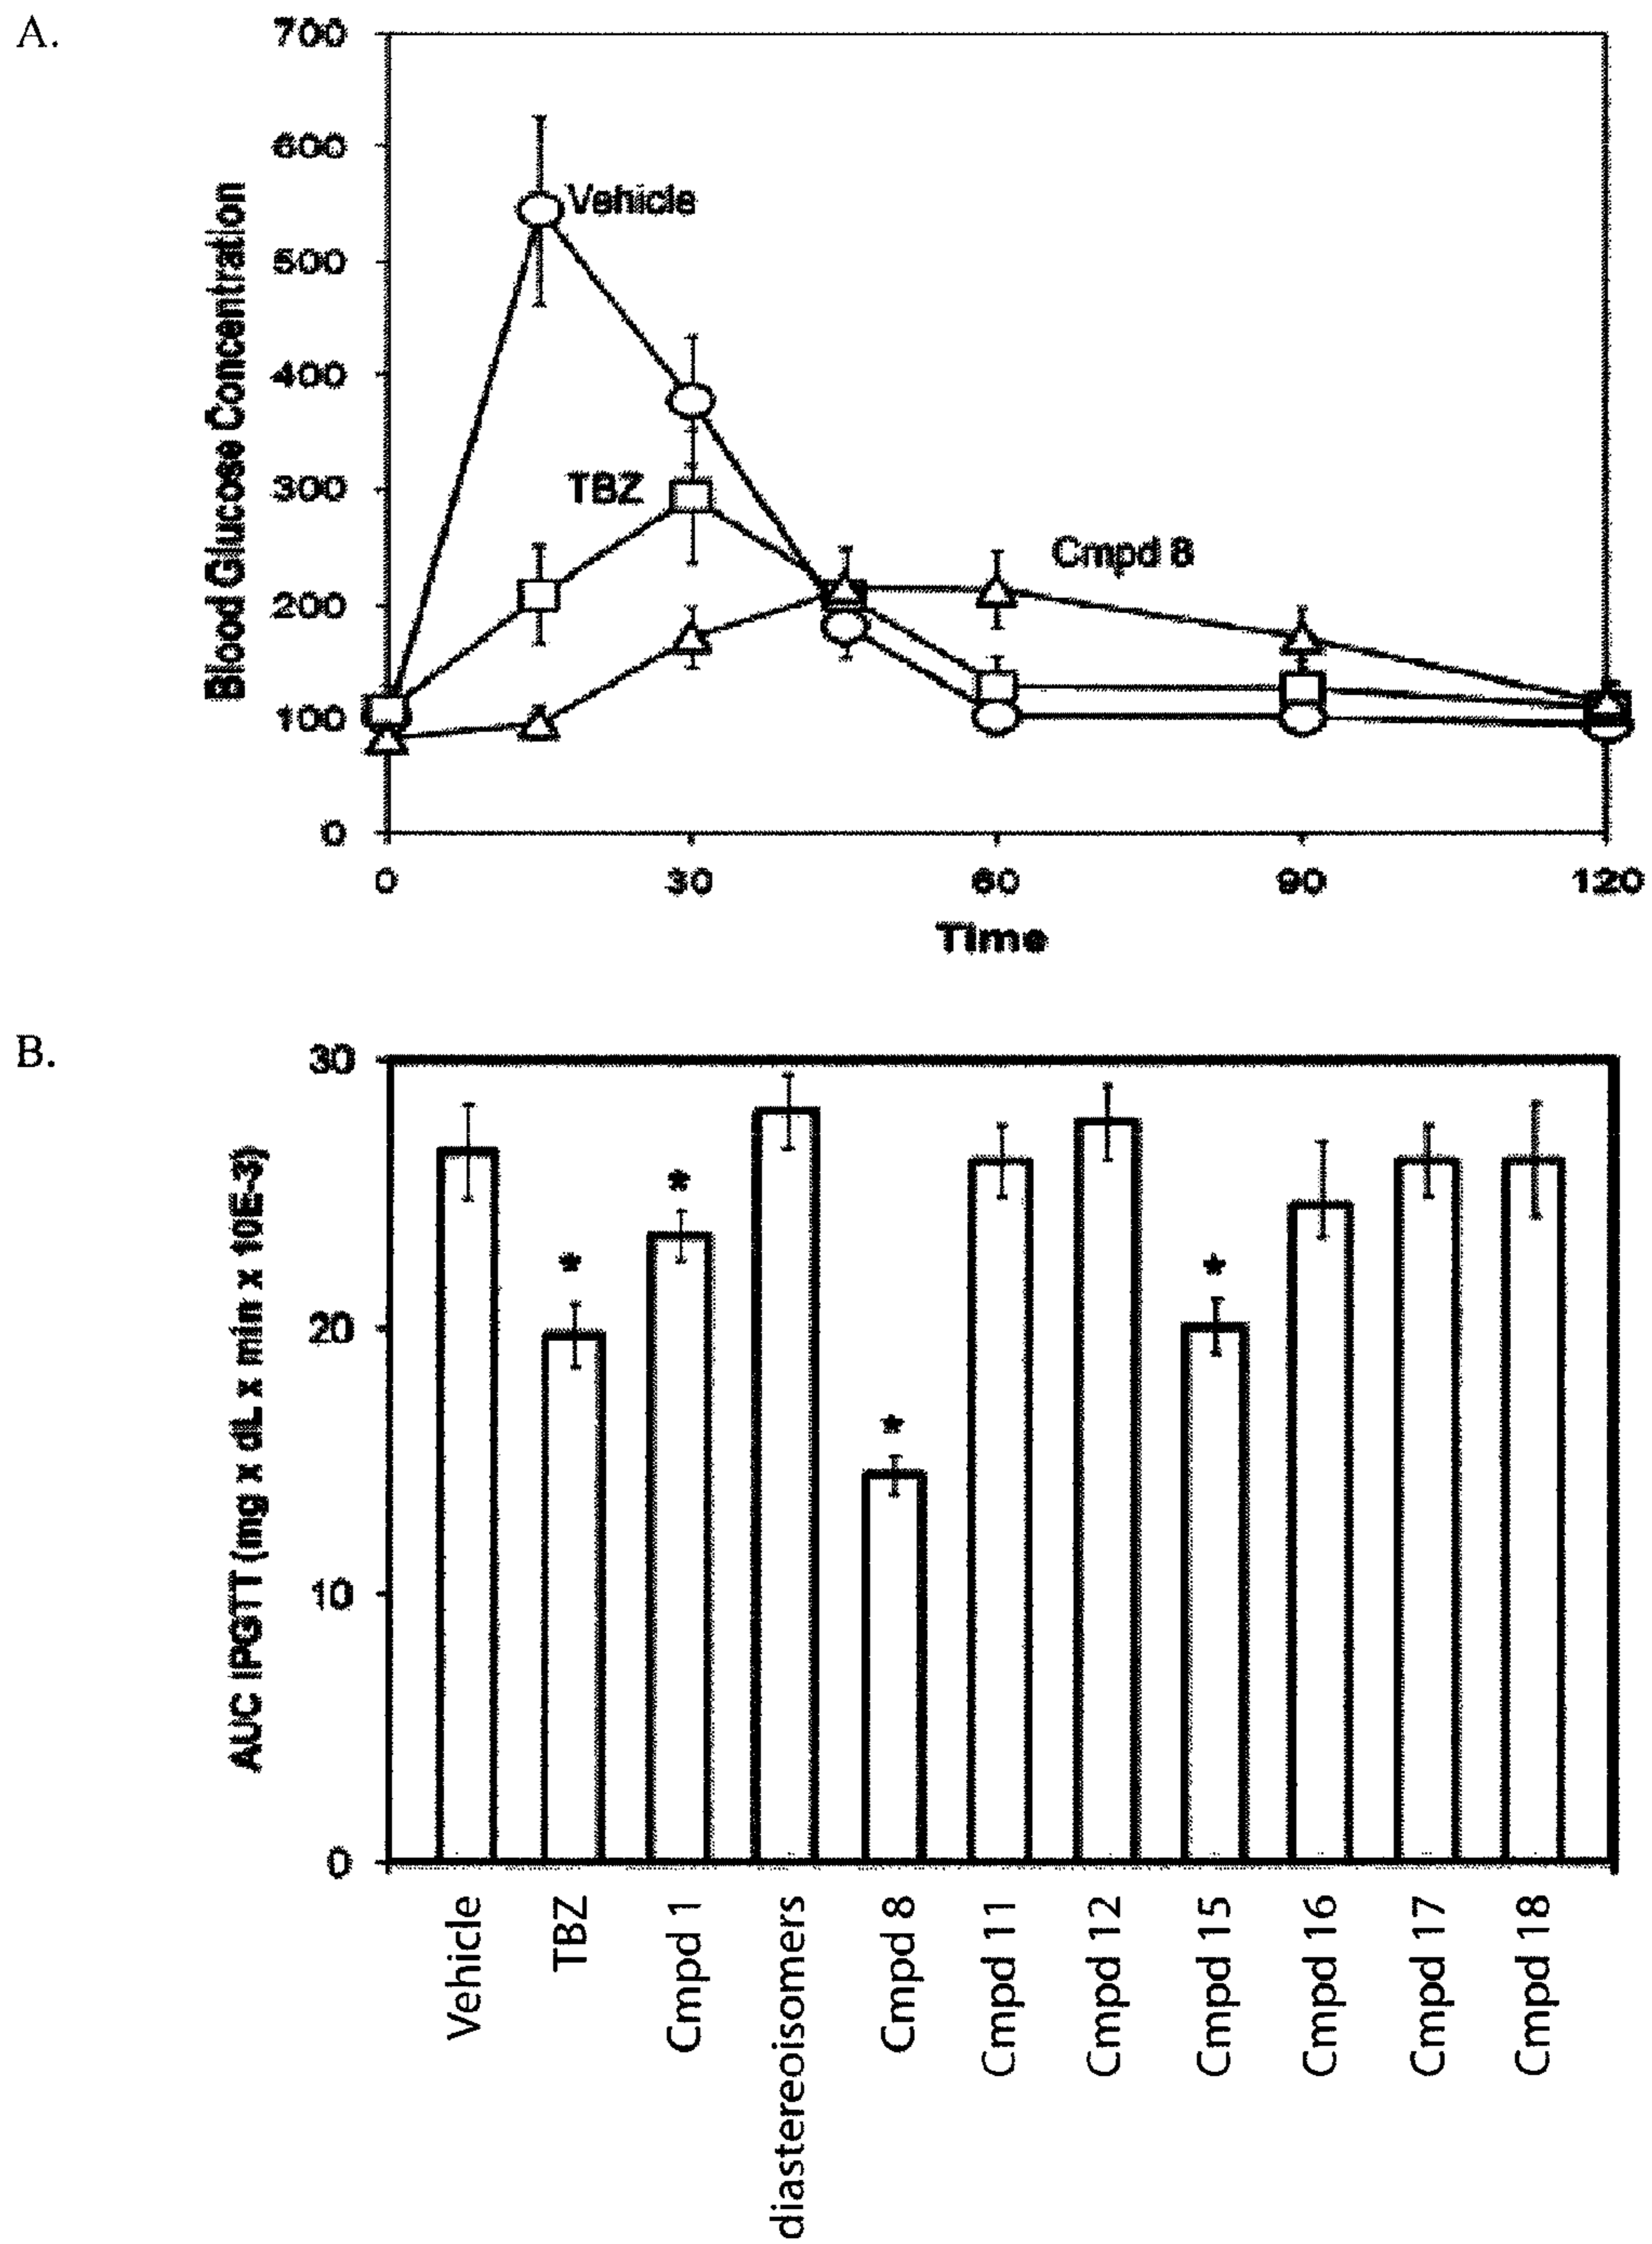 A.
700
600
500
400
300
200
100
0
Blood Glucose Concentration
Vehicle
TBZ
Cmpd 8
0 30 60 90 120
Time
B.
30
20
10
0
AUC IPGTT (mg x dL x min x 10E-3)
*
*
*
*
Vehicle
TBZ
Cmpd 1
diastereoisomers
Cmpd 8
Cmpd 11
Cmpd 12
Cmpd 15
Cmpd 16
Cmpd 17
Cmpd 18